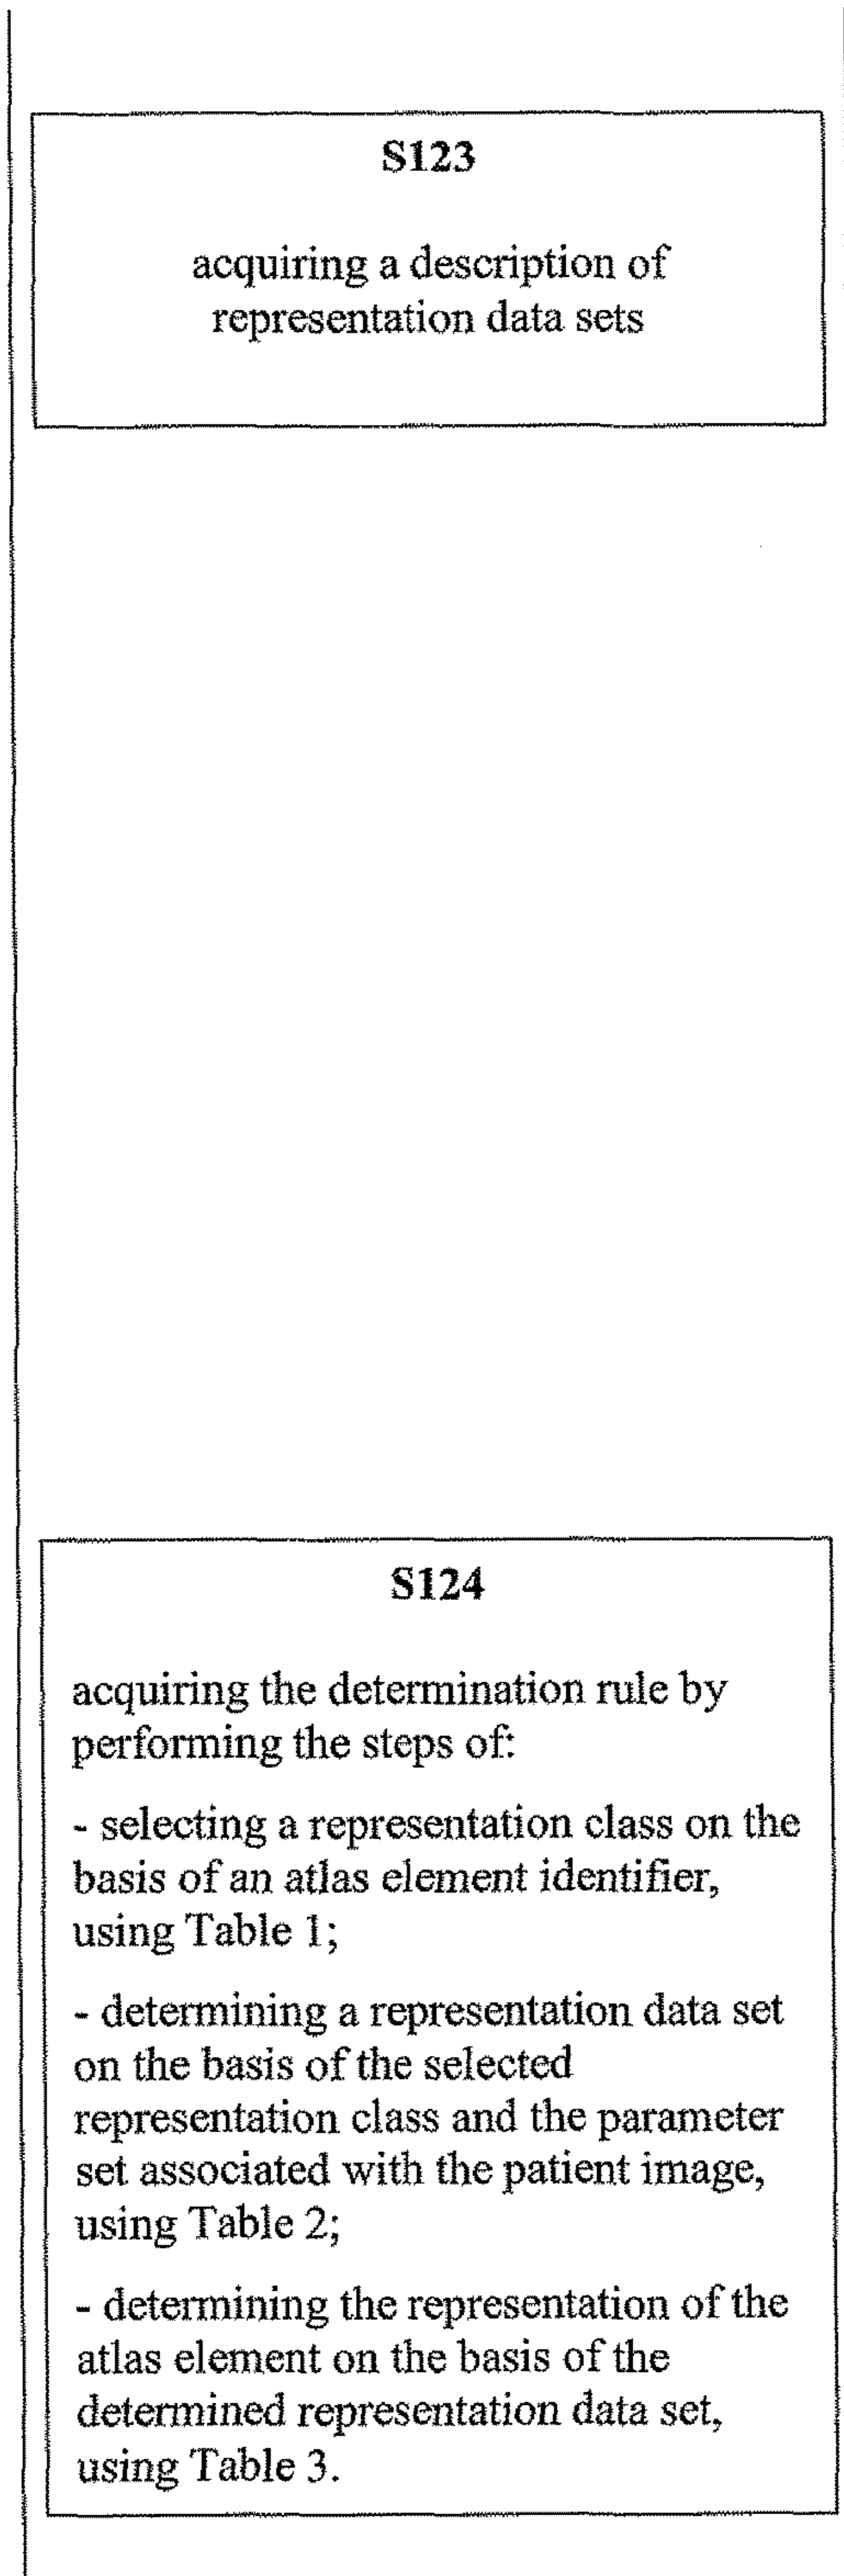 S123
acquiring a description of
representation data sets
S124
acquiring the determination rule by
performing the steps of:
- selecting a representation class on the
basis of an atlas element identifier,
using Table 1;
- determining a representation data set
on the basis of the selected
representation class and the parameter
set associated with the patient image,
using Table 2;
- determining the representation of the
atlas element on the basis of the
determined representation data set,
using Table 3.